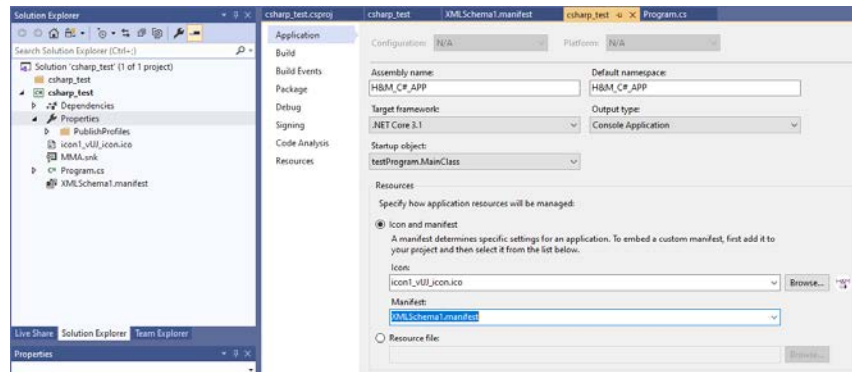 Solution Explorer
Search Solution Explorer (Ctrl+;)
Solution 'csharp_test' (1 of 1 project)
csharp_test
csharp_test
Dependencies
Properties
PublishProfiles
icon1_vUJ_icon.ico
MMA.snk
C# Program.cs
XMLSchema1.manifest
Live Share Solution Explorer Team Explorer
Properties
csharp_test.csproj csharp_test XMLSchema1.manifest csharp_test Program.cs
Application
Build
Build Events
Package
Debug
Signing
Code Analysis
Resources
Configuration: N/A Platform: N/A
Assembly name: Default namespace:
H&M_C#_APP H&M_C#_APP
Target framework: Output type:
.NET Core 3.1 Console Application
Startup object:
testProgram.MainClass
Resources
Specify how application resources will be managed:
Icon and manifest
A manifest determines specific settings for an application. To embed a custom manifest, first add it to
your project and then select it from the list below.
Icon:
icon1_vUJ_icon.ico Browse...
Manifest:
XMLSchema1.manifest
Resource file:
Browse...